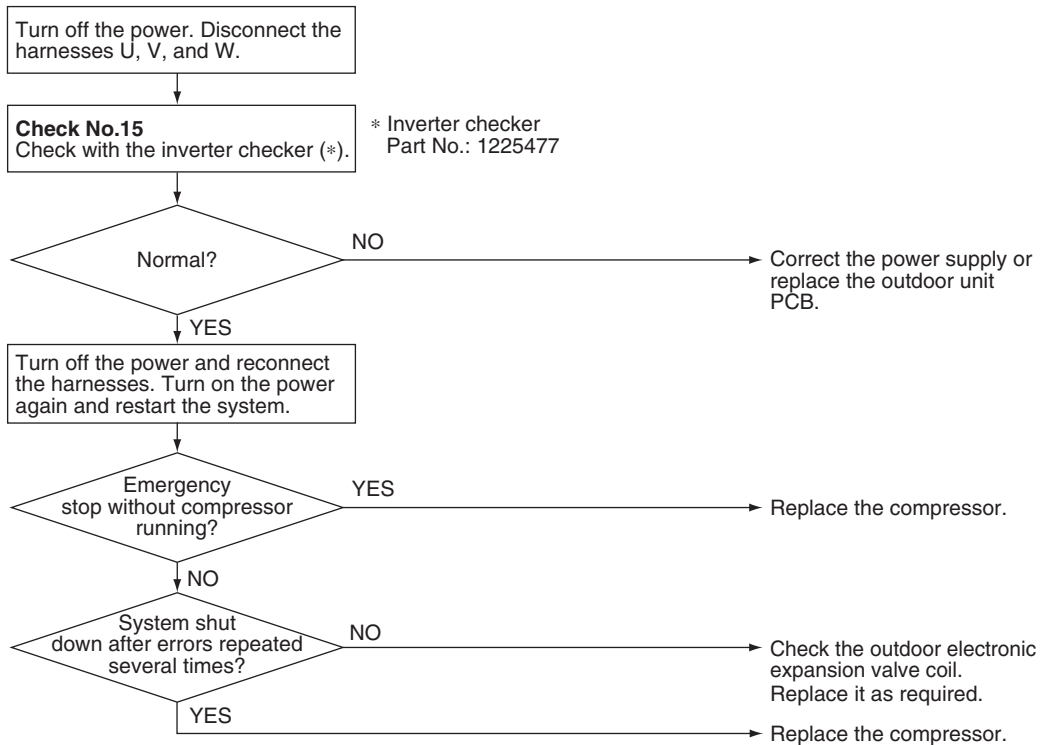 Turn off the power. Disconnect the
harnesses U, V, and W.
Check No.15
Check with the inverter checker (*).
* Inverter checker
Part No.: 1225477
Normal?
NO
Correct the power supply or
replace the outdoor unit
PCB.
YES
Turn off the power and reconnect
the harnesses. Turn on the power
again and restart the system.
Emergency
stop without compressor
running?
YES
Replace the compressor.
NO
System shut
down after errors repeated
several times?
NO
Check the outdoor electronic
expansion valve coil.
Replace it as required.
YES
Replace the compressor.